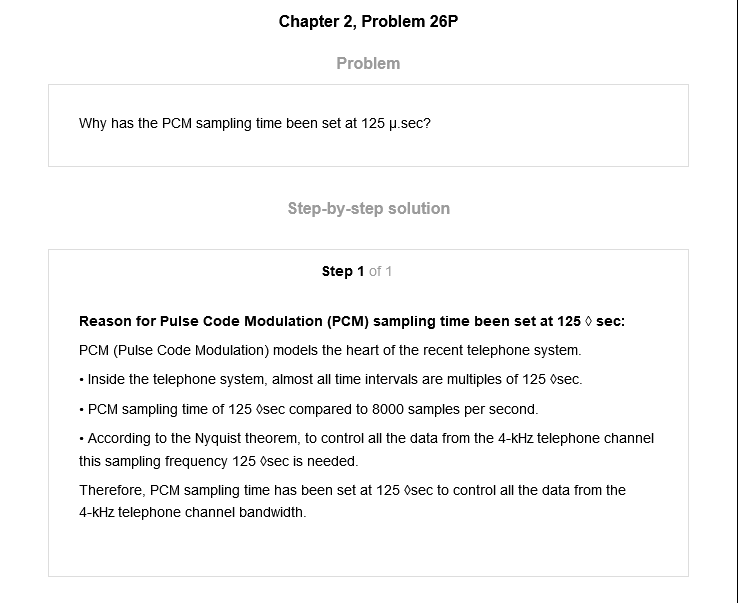 Chapter 2, Problem 26P
Problem
Why has the PCM sampling time been set at 125 μ.sec?
Step-by-step solution
Step 1 of 1
Reason for Pulse Code Modulation (PCM) sampling time been set at 125 ◊ sec:
PCM (Pulse Code Modulation) models the heart of the recent telephone system.
• Inside the telephone system, almost all time intervals are multiples of 125 ◊sec.
• PCM sampling time of 125 ◊sec compared to 8000 samples per second.
• According to the Nyquist theorem, to control all the data from the 4-kHz telephone channel
this sampling frequency 125 ◊sec is needed.
Therefore, PCM sampling time has been set at 125 ◊sec to control all the data from the
4-kHz telephone channel bandwidth.